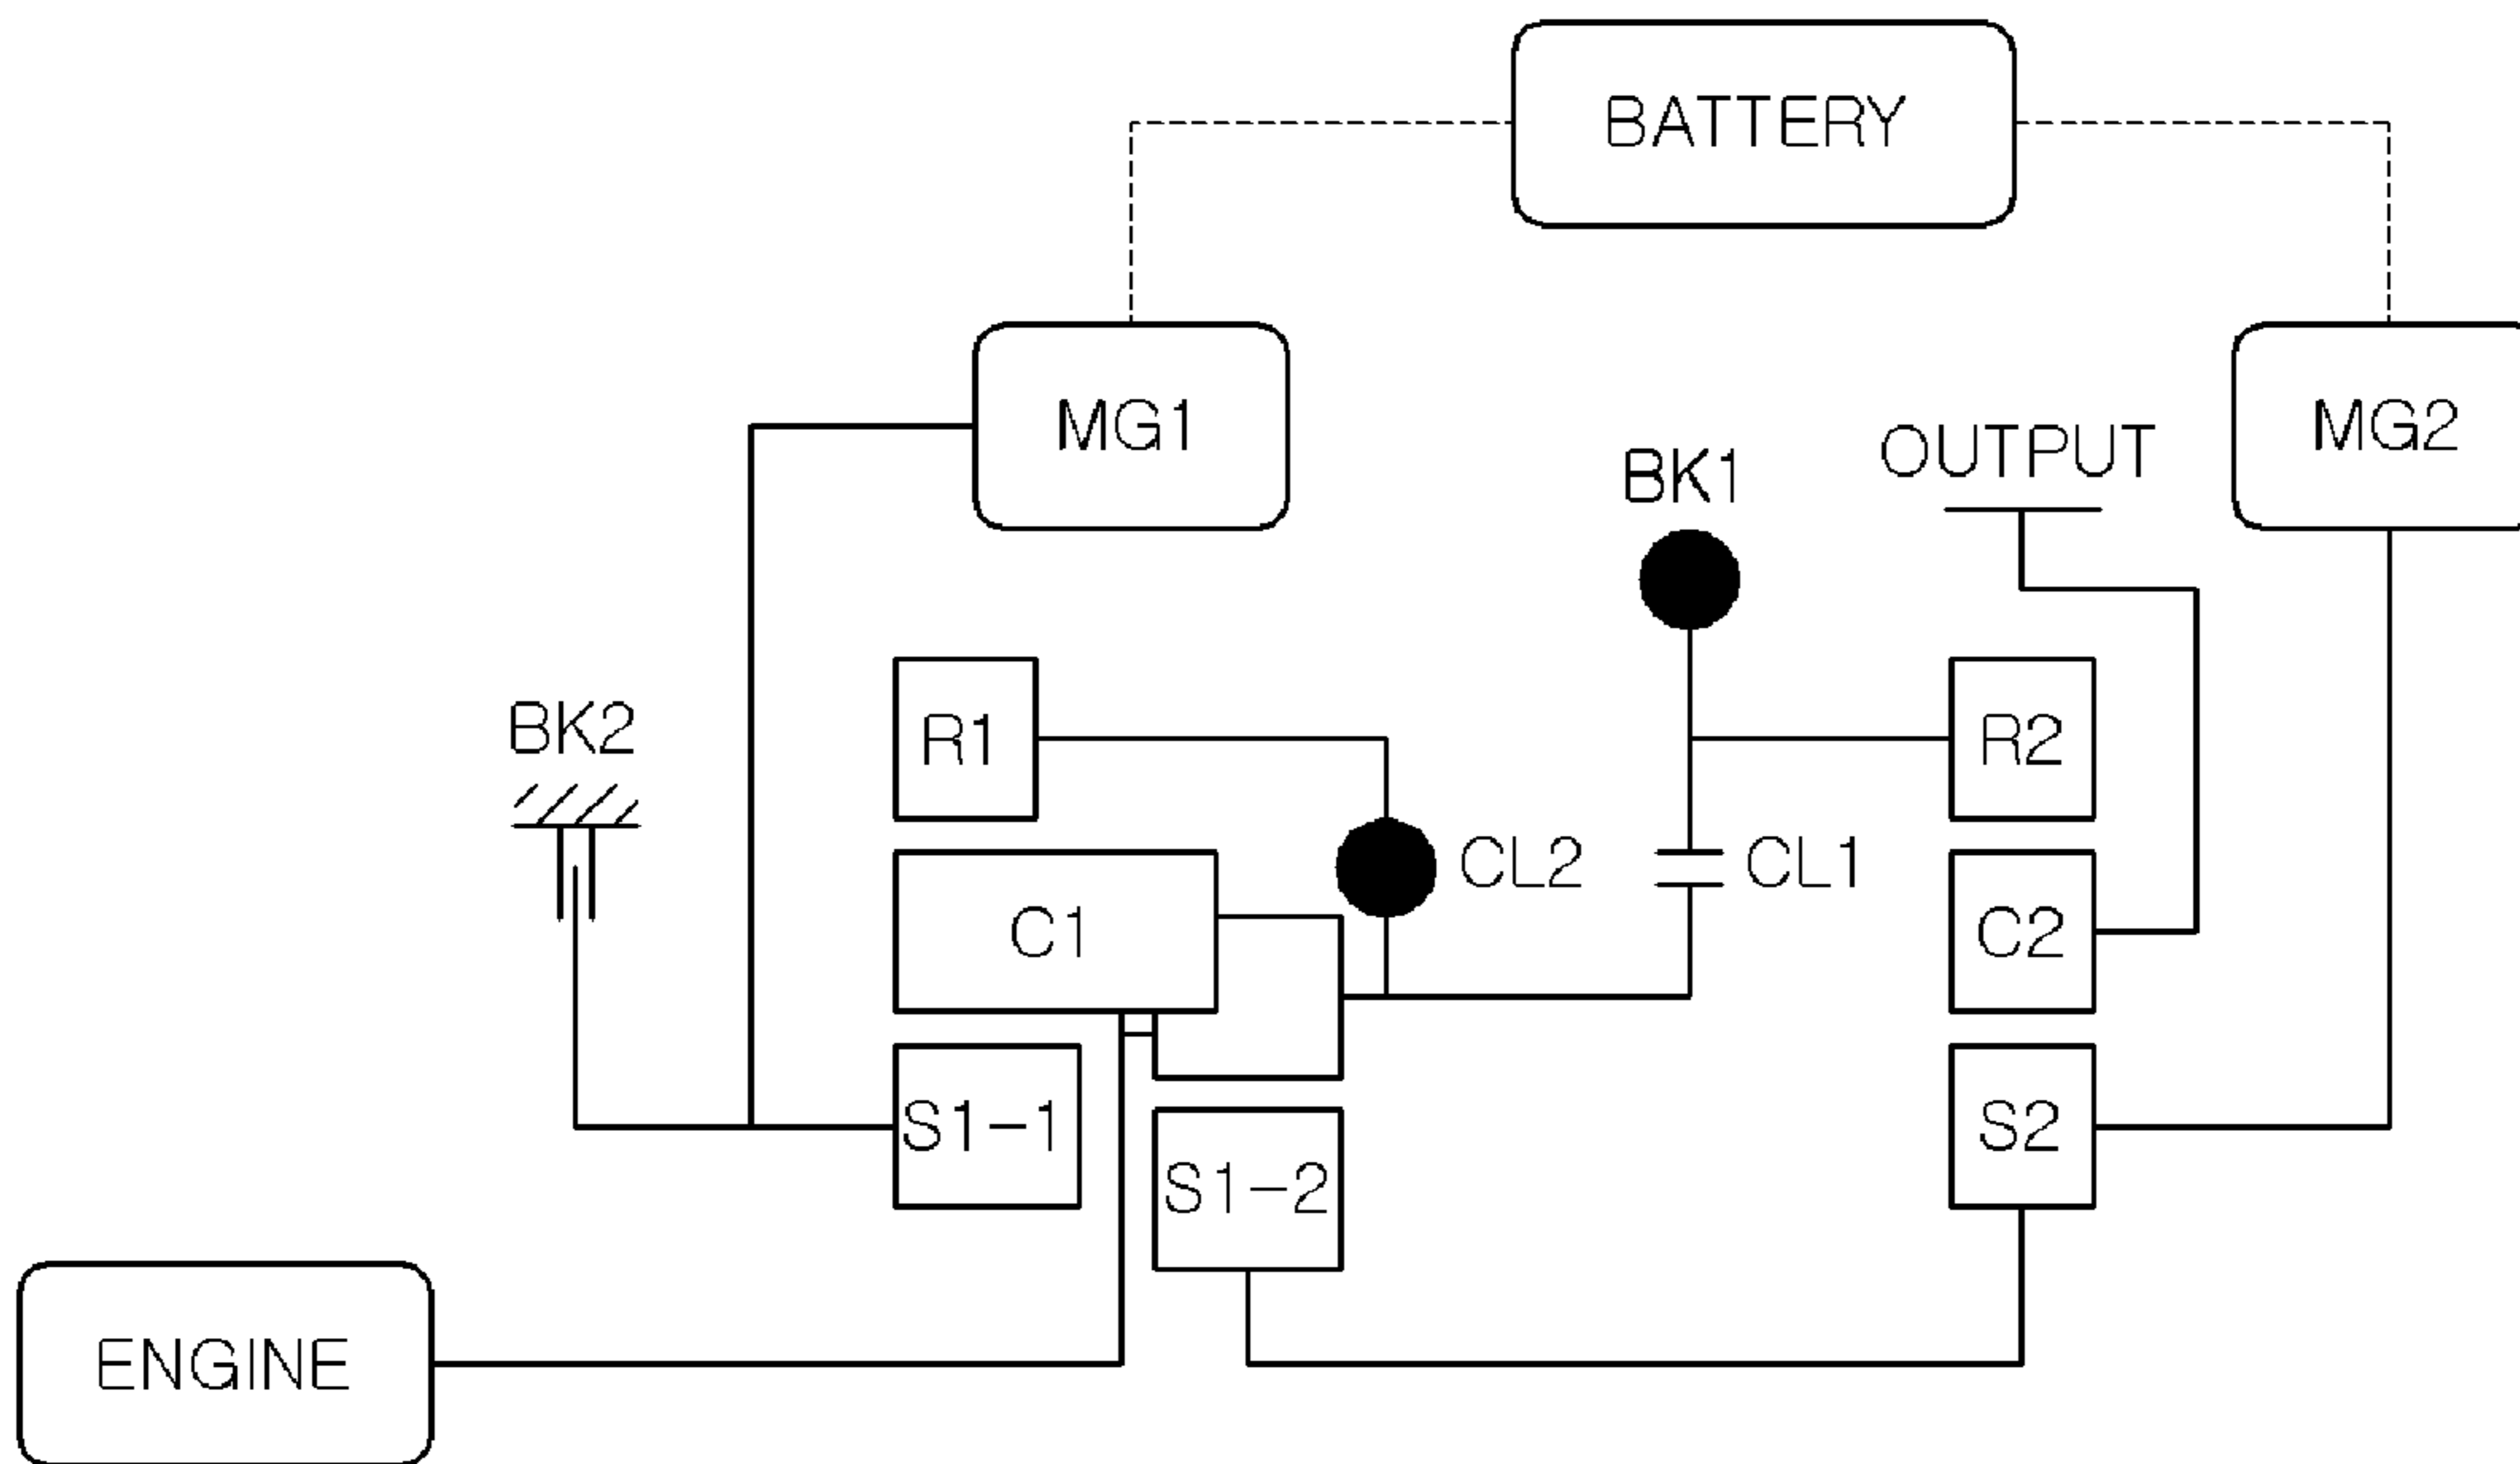 BATTERY
MG1
MG2
OUTPUT
BK1
BK2
R1
R2
CL2
CL1
C1
C2
S1-1
S2
S1-2
ENGINE